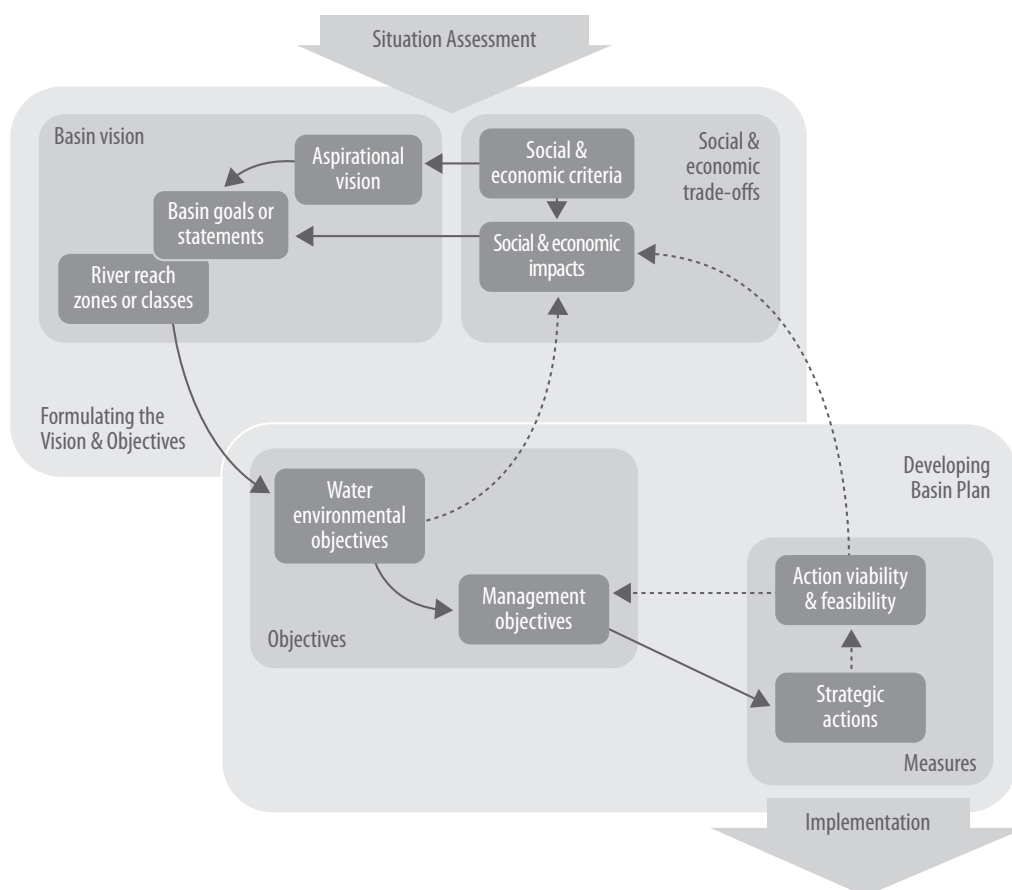 Situation Assessment
Basin vision
Aspirational
vision
Social &
economic criteria
Social &
economic
trade-offs
Basin goals or
statements
Social & economic
impacts
River reach
zones or classes
Formulating the
Vision & Objectives
Developing
Basin Plan
Water
environmental
objectives
Management
objectives
Objectives
Action viability
& feasibility
Strategic
actions
Measures
Implementation